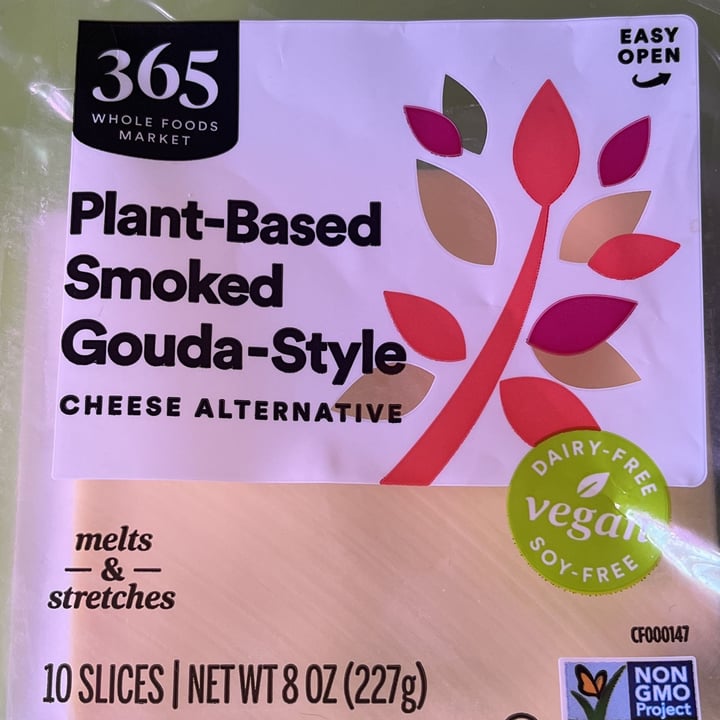 365
WHOLE FOODS
MARKET
EASY
OPEN
Plant-Based
Smoked
Gouda-Style
CHEESE ALTERNATIVE
DAIRY-FREE
vegan
SOY-FREE
melts
&
stretches
CF000147
10 SLICES | NET WT 8 OZ (227g)
NON
GMO
Project